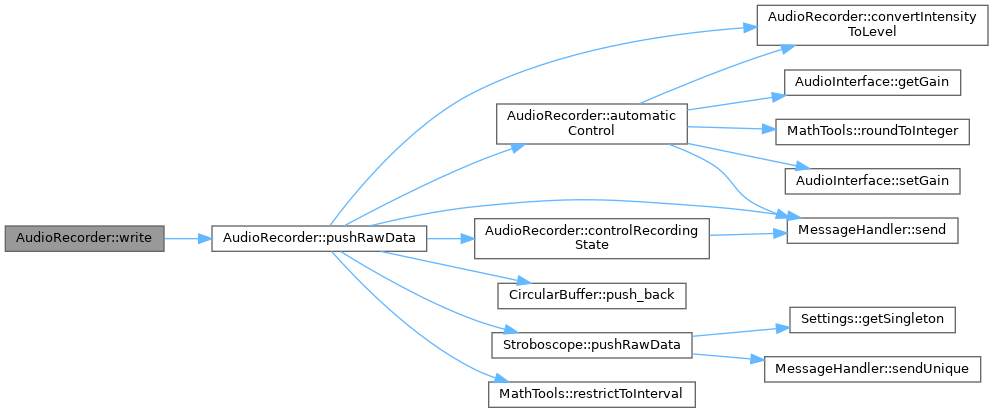 AudioRecorder::convertIntensity
ToLevel
AudioInterface::getGain
AudioRecorder::automatic
Control
MathTools::roundToInteger
AudioInterface::setGain
AudioRecorder::write
AudioRecorder::pushRawData
AudioRecorder::controlRecording
State
MessageHandler::send
CircularBuffer::push_back
Settings::getSingleton
Stroboscope::pushRawData
MessageHandler::sendUnique
MathTools::restrictToInterval